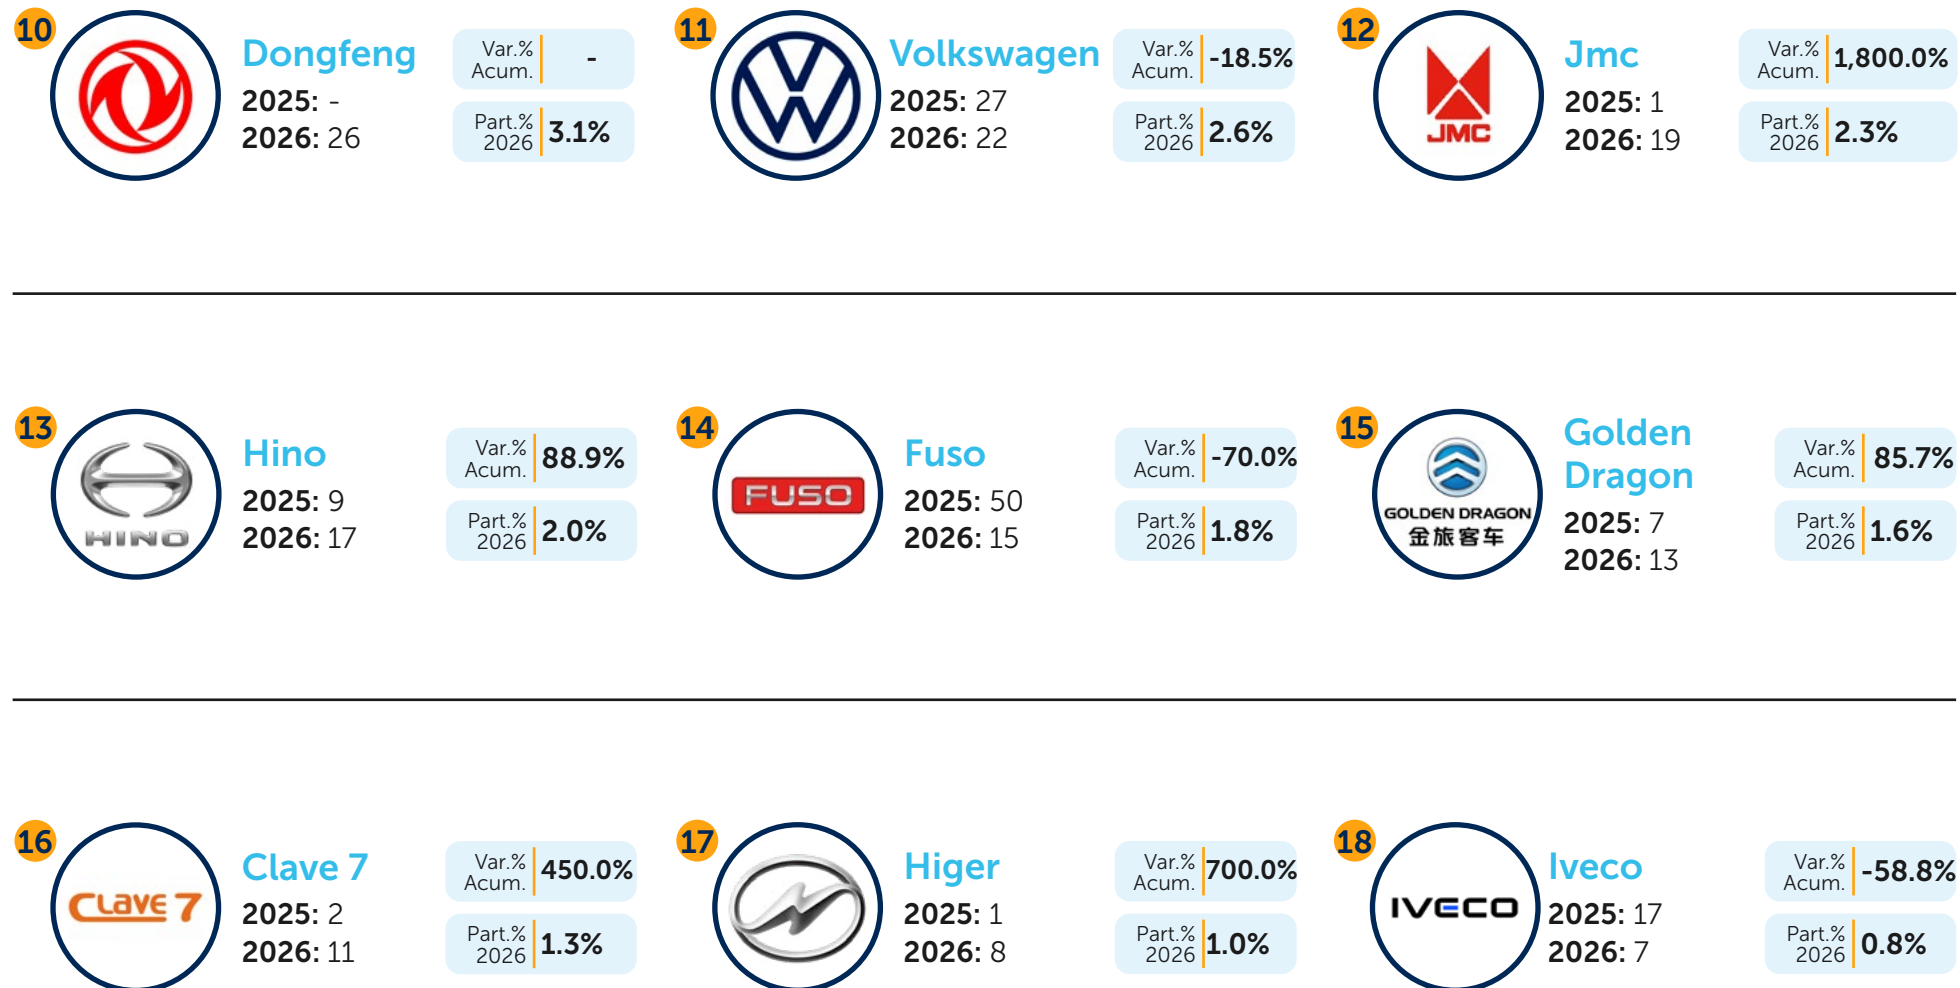 10
Dongfeng
2025: -
2026: 26
Var.%
Acum.
-
Part.%
2026
3.1%
11
Volkswagen
2025: 27
2026: 22
Var.%
Acum.
-18.5%
Part.%
2026
2.6%
12
JMC
Jmc
2025: 1
2026: 19
Var.%
Acum.
1,800.0%
Part.%
2026
2.3%
13
HINO
Hino
2025: 9
2026: 17
Var.%
Acum.
88.9%
Part.%
2026
2.0%
14
FUSO
Fuso
2025: 50
2026: 15
Var.%
Acum.
-70.0%
Part.%
2026
1.8%
15
GOLDEN DRAGON
金旅客车
Golden
Dragon
2025: 7
2026: 13
Var.%
Acum.
85.7%
Part.%
2026
1.6%
16
CLAVE 7
Clave 7
2025: 2
2026: 11
Var.%
Acum.
450.0%
Part.%
2026
1.3%
17
Higer
2025: 1
2026: 8
Var.%
Acum.
700.0%
Part.%
2026
1.0%
18
IVECO
Iveco
2025: 17
2026: 7
Var.%
Acum.
-58.8%
Part.%
2026
0.8%